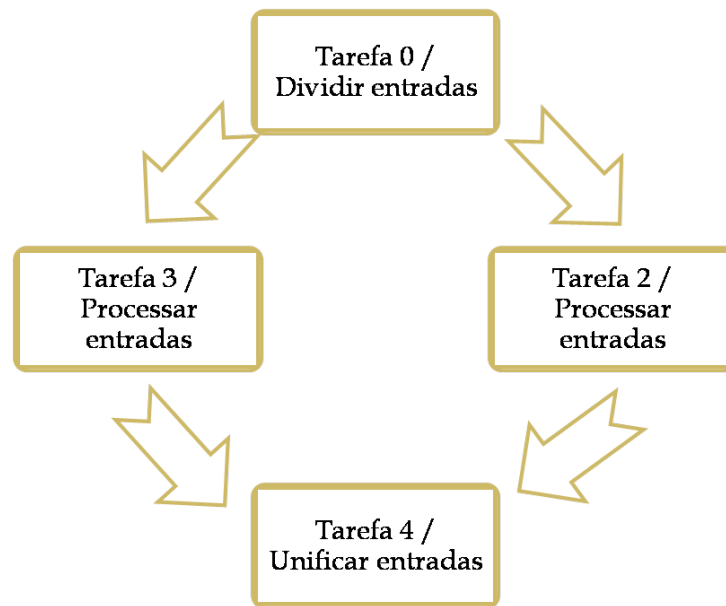 Tarefa 0 /
Dividir entradas
Tarefa 3 /
Processar
entradas
Tarefa 2 /
Processar
entradas
Tarefa 4 /
Unificar entradas